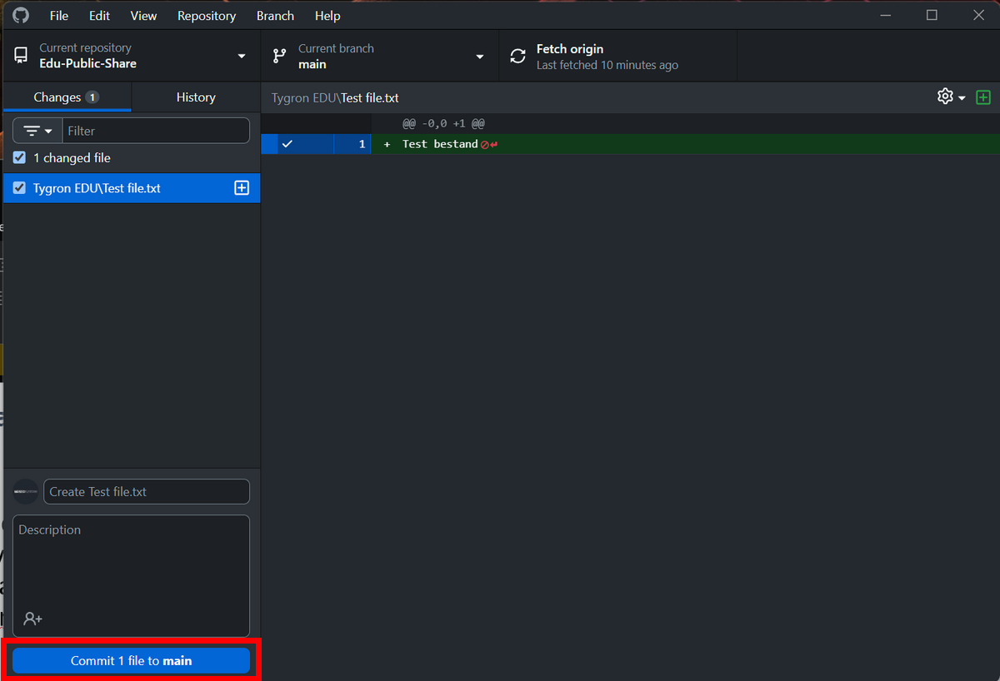 File Edit View Repository Branch Help
Current repository
Edu-Public-Share
Current branch
main
Fetch origin
Last fetched 10 minutes ago
Changes 1
History
Tygron EDU\Test file.txt
Filter
1 changed file
Tygron EDU\Test file.txt
@@ -0,0 +1 @@
1 + Test bestand
Create Test file.txt
Description
Commit 1 file to main